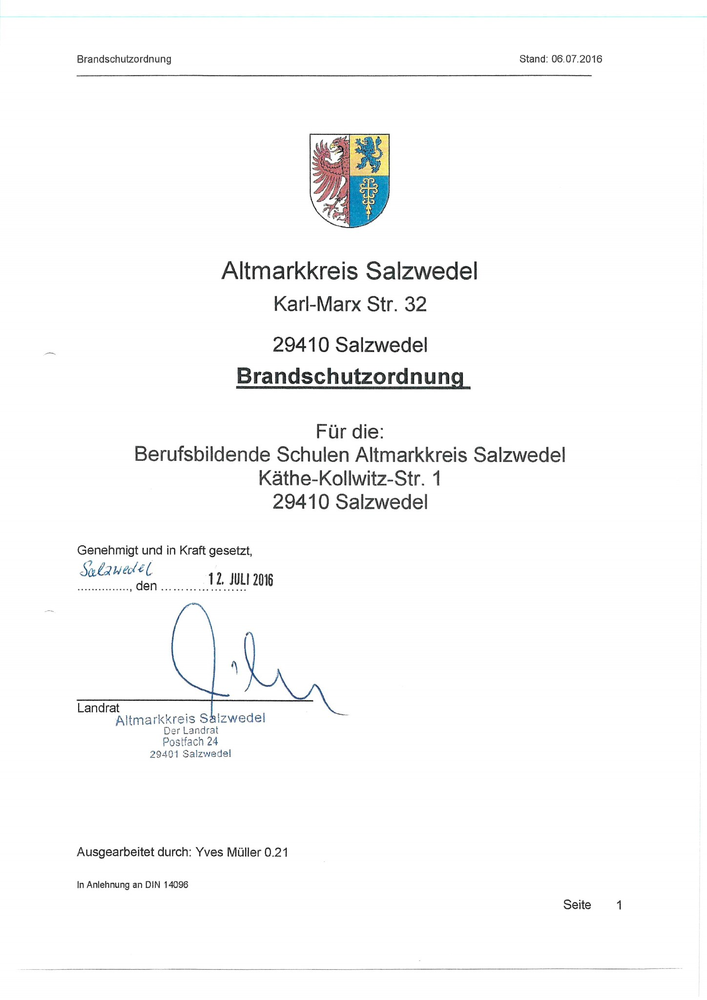 Brandschutzordnung Stand: 06.07.2016
Altmarkkreis Salzwedel
Karl-Marx Str. 32
29410 Salzwedel
Brandschutzordnung
Für die:
Berufsbildende Schulen Altmarkkreis Salzwedel
Käthe-Kollwitz-Str. 1
29410 Salzwedel
Genehmigt und in Kraft gesetzt,
Salzwedel 12. JULI 2016
..............., den ......................
Landrat
Altmarkkreis Salzwedel
Der Landrat
Postfach 24
29401 Salzwedel
Ausgearbeitet durch: Yves Müller 0.21
In Anlehnung an DIN 14096
Seite 1